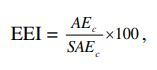 EEI = AE_c / SAE_c ×100 ,